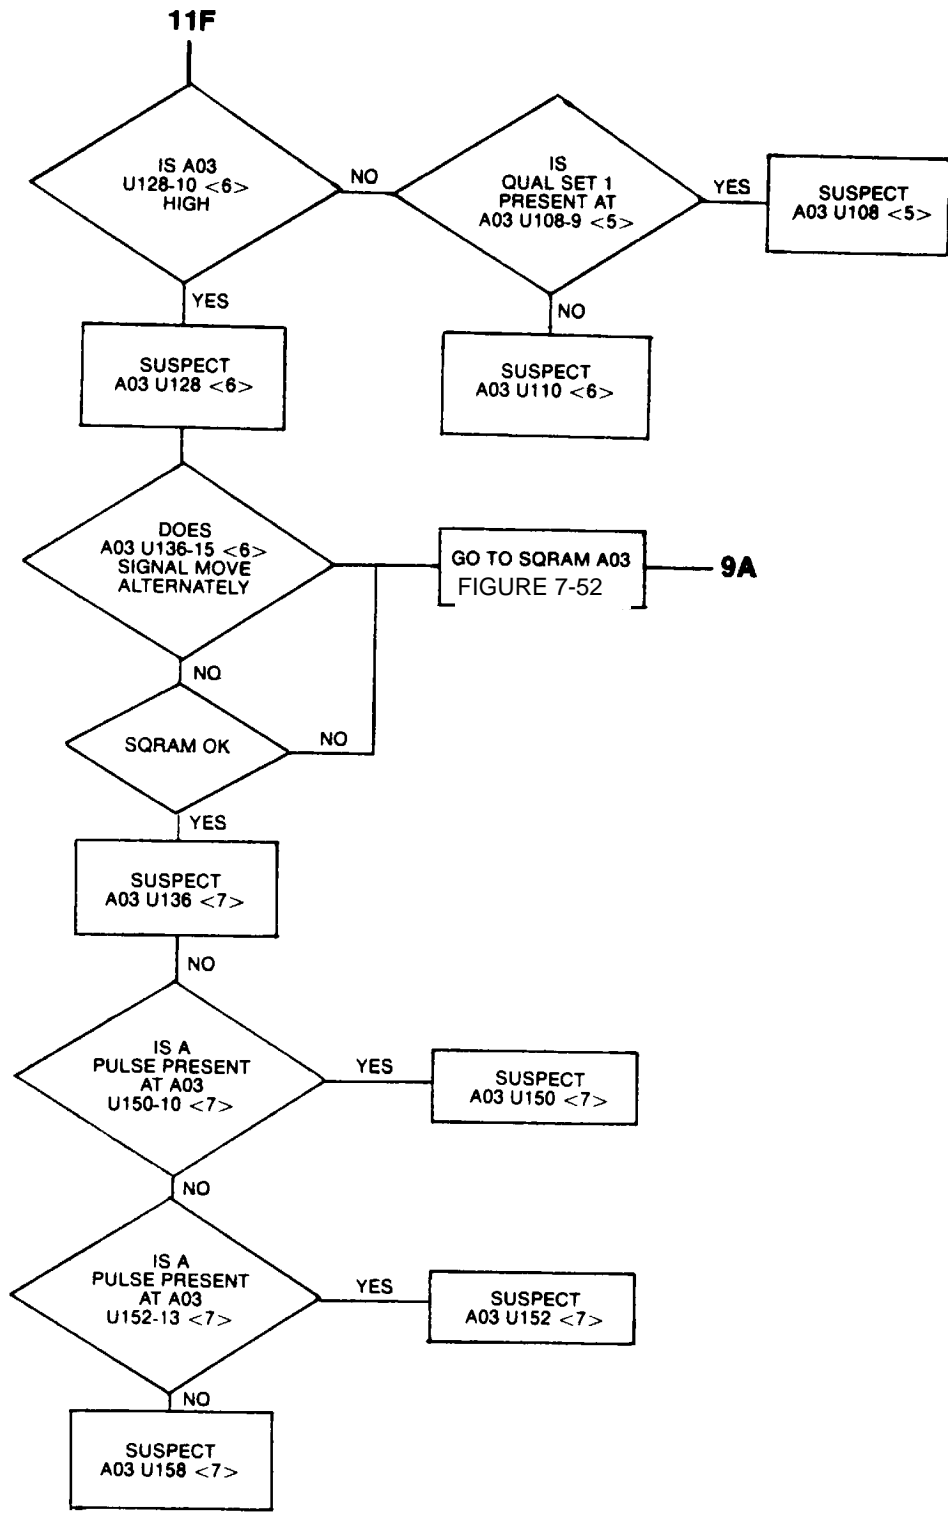 11F
IS A03
U128-10 <6>
HIGH
NO
IS
QUAL SET 1
PRESENT AT
A03 U108-9 <5>
YES
SUSPECT
A03 U108 <5>
YES
NO
SUSPECT
A03 U128 <6>
SUSPECT
A03 U110 <6>
DOES
A03 U136-15 <6>
SIGNAL MOVE
ALTERNATELY
GO TO SQRAM A03
FIGURE 7-52
9A
NO
SQRAM OK
NO
YES
SUSPECT
A03 U136 <7>
NO
IS A
PULSE PRESENT
AT A03
U150-10 <7>
YES
SUSPECT
A03 U150 <7>
NO
IS A
PULSE PRESENT
AT A03
U152-13 <7>
YES
SUSPECT
A03 U152 <7>
NO
SUSPECT
A03 U158 <7>